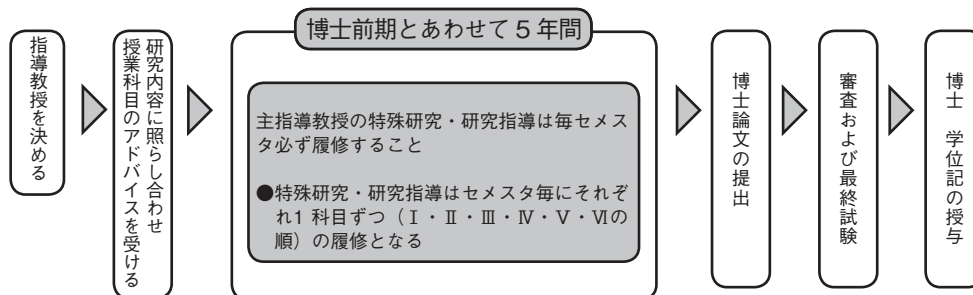 指導教授を決める
研究内容に照らし合わせ
授業科目のアドバイスを受ける
博士前期とあわせて5年間
主指導教授の特殊研究・研究指導は毎セメス
タ必ず履修すること
●特殊研究・研究指導はセメスタ毎にそれぞ
れ1 科目ずつ（Ⅰ・Ⅱ・Ⅲ・Ⅳ・Ⅴ・Ⅵの
順）の履修となる
博士論文の提出
審査および最終試験
博士　学位記の授与